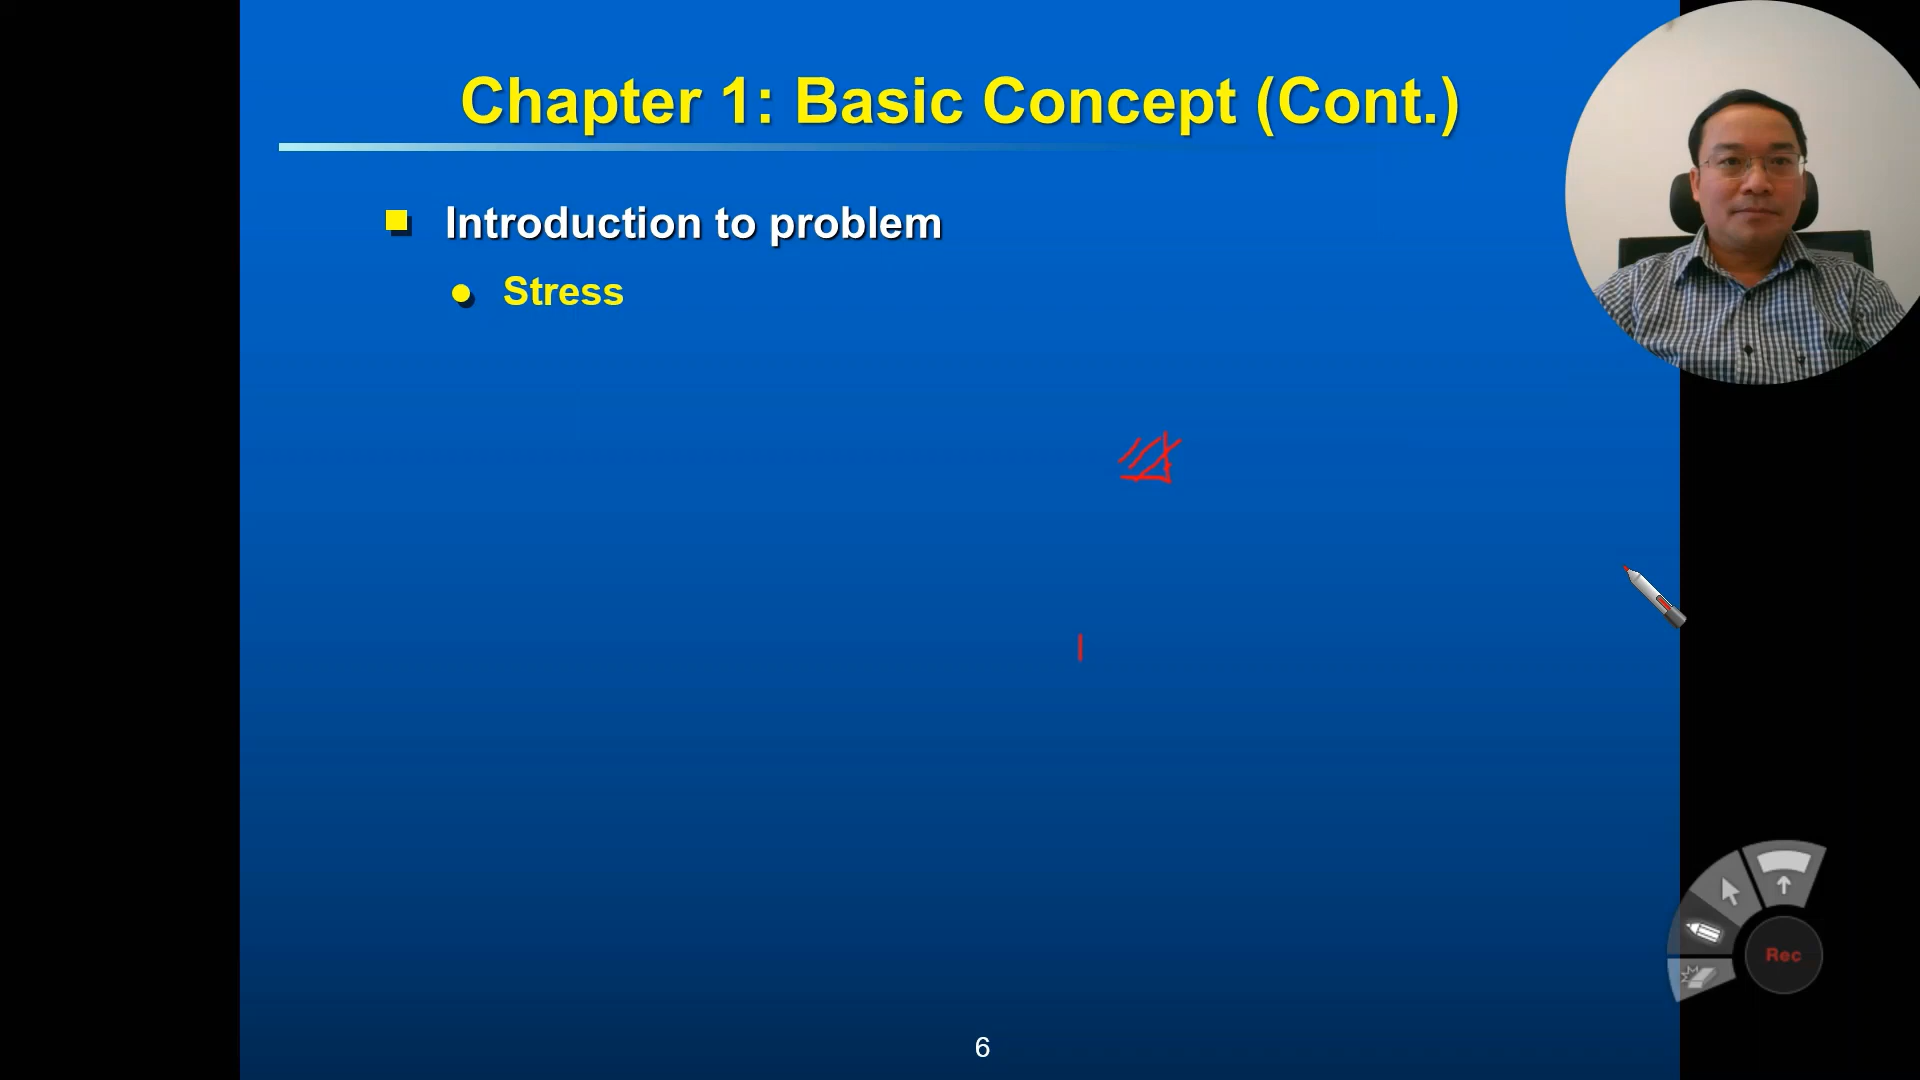 Chapter 1: Basic Concept (Cont.)
Introduction to problem
Stress
Rec
6